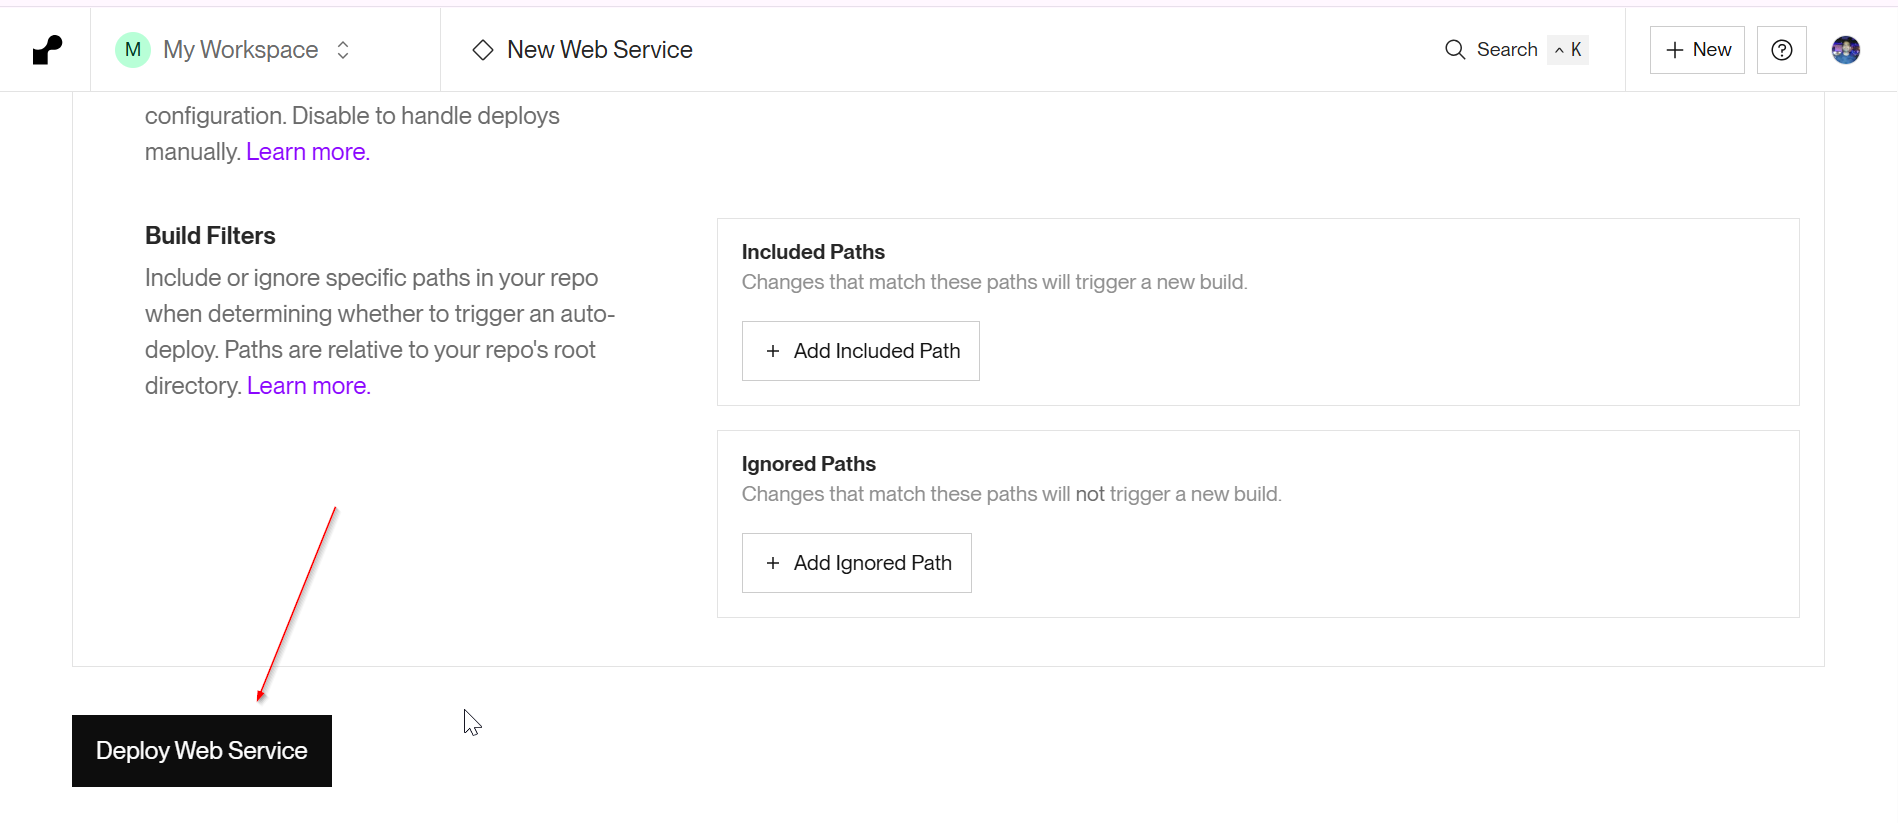 M My Workspace
New Web Service
Search ^ K
+ New
configuration. Disable to handle deploys
manually. Learn more.
Build Filters
Include or ignore specific paths in your repo
when determining whether to trigger an auto-
deploy. Paths are relative to your repo's root
directory. Learn more.
Included Paths
Changes that match these paths will trigger a new build.
+ Add Included Path
Ignored Paths
Changes that match these paths will not trigger a new build.
+ Add Ignored Path
Deploy Web Service